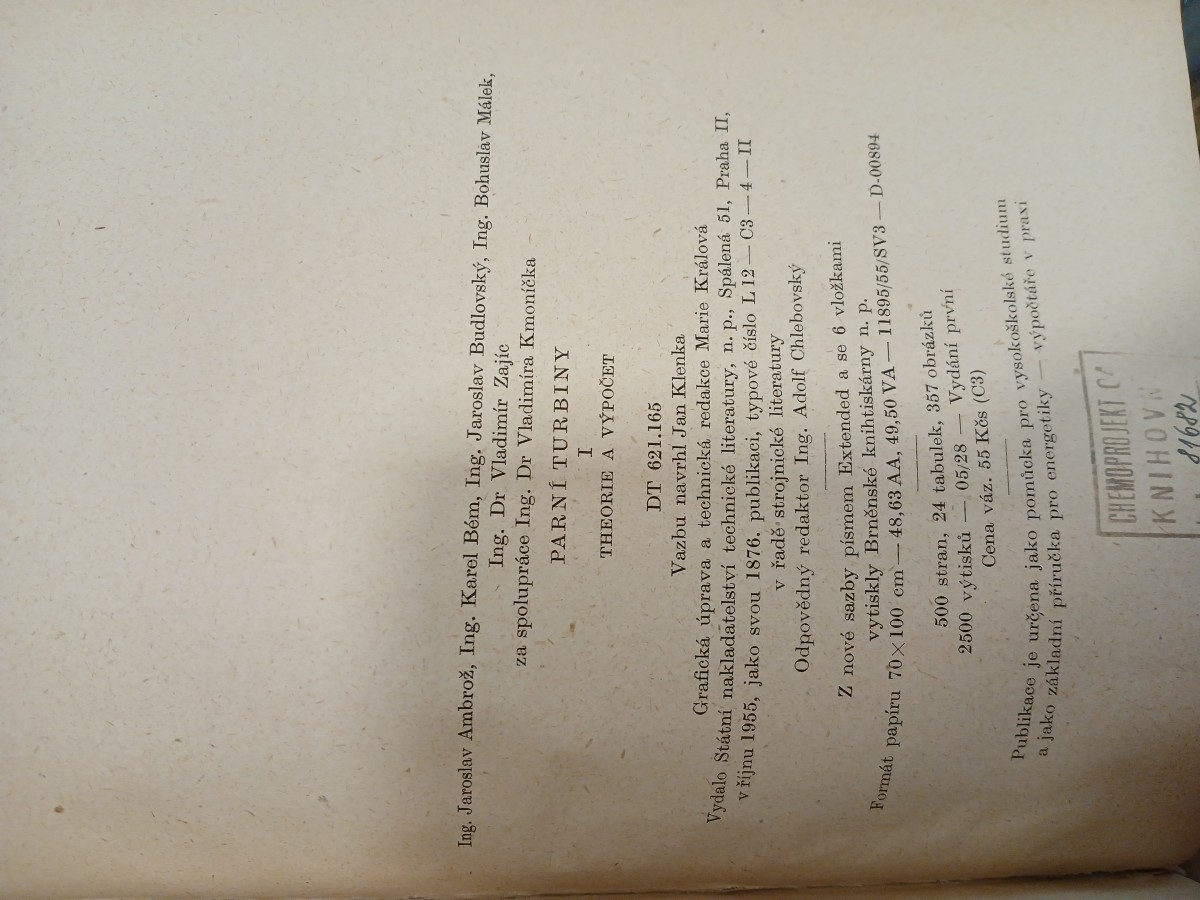 Ing. Jaroslav Ambrož, Ing. Karel Bém, Ing. Jaroslav Budlovský, Ing. Bohuslav Málek,
Ing. Dr Vladimír Zajíc
za spolupráce Ing. Dr Vladimíra Kmoníčka
PARNÍ TURBINY
I
THEORIE A VÝPOČET
DT 621.165
Vazbu navrhl Jan Klenka
Grafická úprava a technická redakce Marie Králová
Vydalo Státní nakladatelství technické literatury, n. p., Spálená 51, Praha II,
v říjnu 1955, jako svou 1876. publikaci, typové číslo L 12 — C3 — 4 — II
v řadě strojnické literatury
Odpovědný redaktor Ing. Adolf Chlebovský
Z nové sazby písmem Extended a se 6 vložkami
vytiskly Brněnské knihtiskárny n. p.
Formát papíru 70×100 cm — 48,63 AA, 49,50 VA — 11895/55/SV3 — D-00894
500 stran, 24 tabulek, 357 obrázků
2500 výtisků — 05/28 — Vydání první
Cena váz. 55 Kčs (C3)
Publikace je určena jako pomůcka pro vysokoškolské studium
a jako základní příručka pro energetiky — výpočtáře v praxi
CHEMOPROJEKT
KNIHOVN
81682